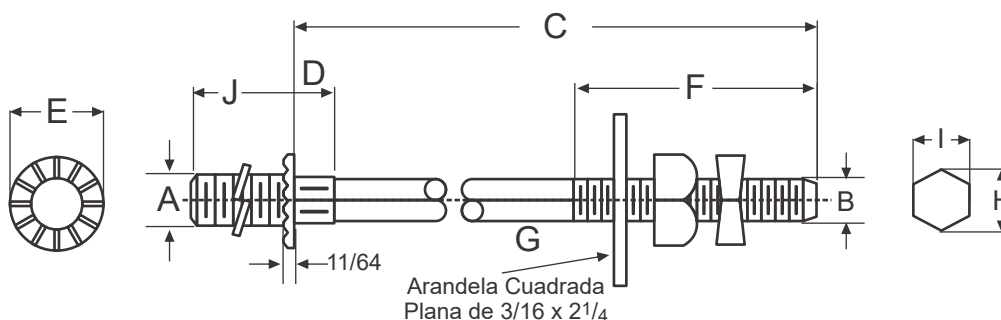 C
J
D
F
E
I
A
B
H
G
11/64
Arandela Cuadrada
Plana de 3/16 x 2 1/4